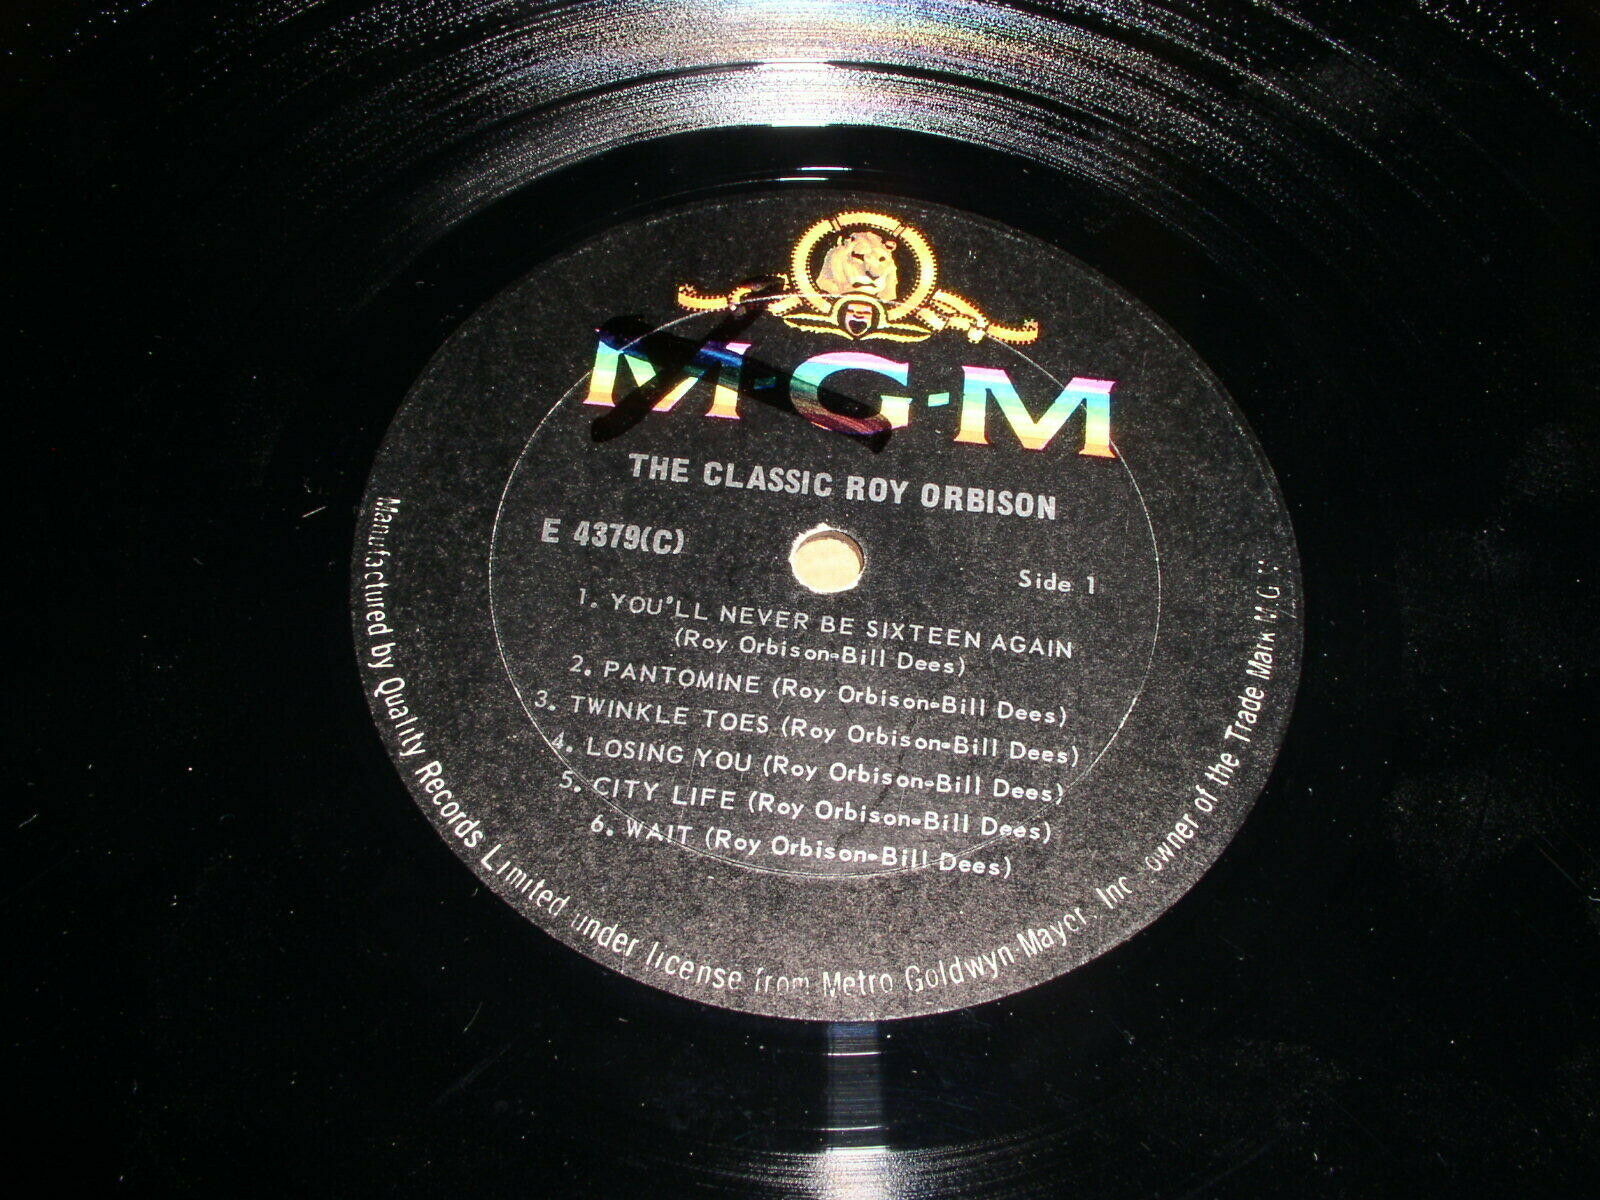 M·G·M
THE CLASSIC ROY ORBISON
E 4379(C)
Side 1
1. YOU'LL NEVER BE SIXTEEN AGAIN
(Roy Orbison-Bill Dees)
2. PANTOMINE (Roy Orbison-Bill Dees)
3. TWINKLE TOES (Roy Orbison-Bill Dees)
4. LOSING YOU (Roy Orbison-Bill Dees)
5. CITY LIFE (Roy Orbison-Bill Dees)
6. WAIT (Roy Orbison-Bill Dees)
Manufactured by Quality Records Limited under license from Metro Goldwyn-Mayer, Inc. owner of the Trade Mark M.G.M.